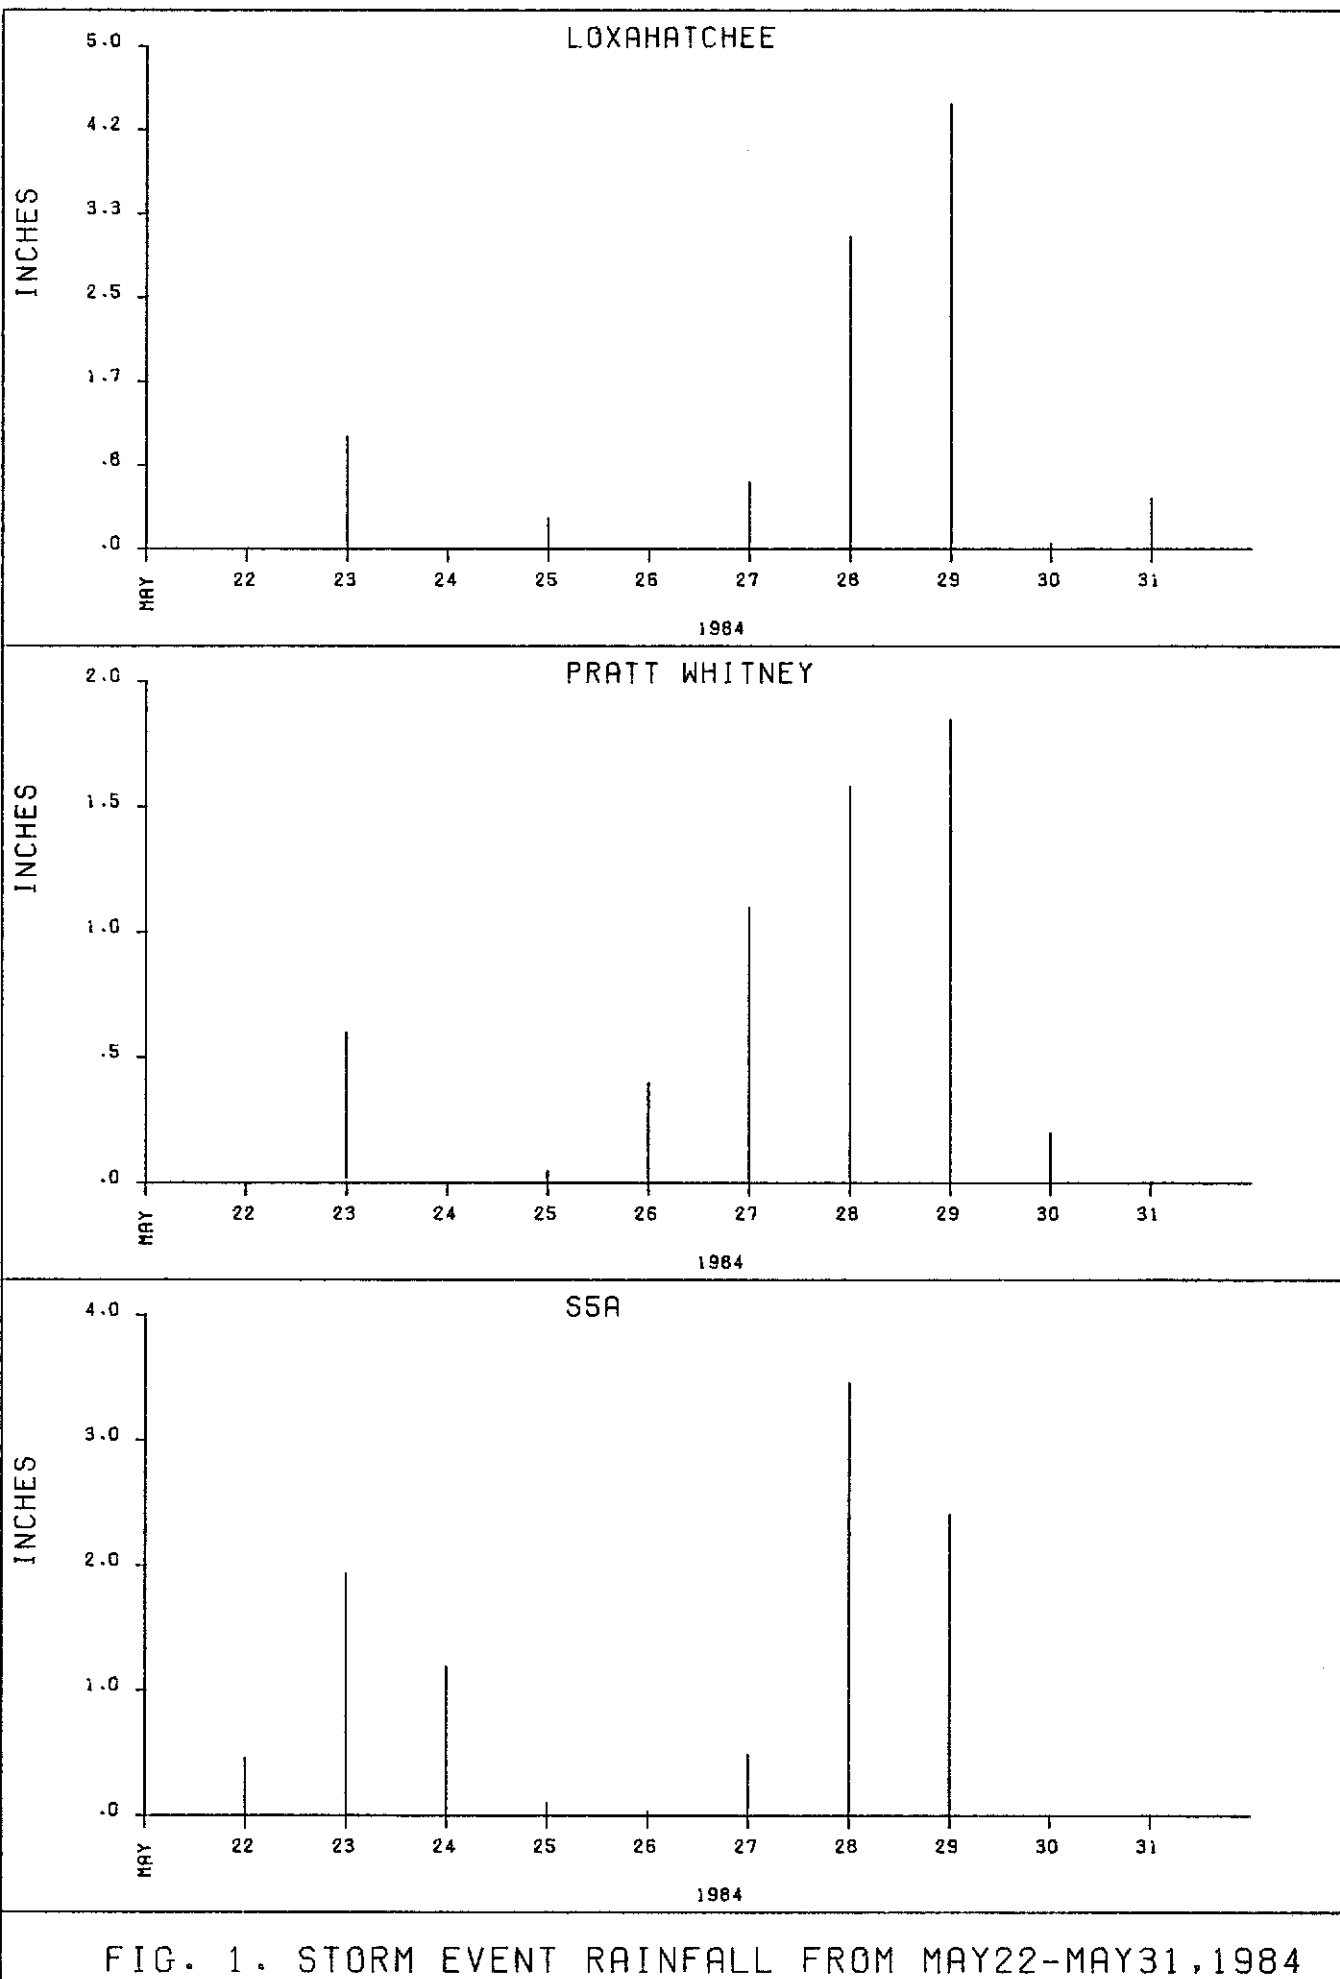 LOXAHATCHEE
5.0
4.2
3.3
2.5
1.7
.8
.0
INCHES
MAY 22 23 24 25 26 27 28 29 30 31
1984
PRATT WHITNEY
2.0
1.5
1.0
.5
.0
INCHES
MAY 22 23 24 25 26 27 28 29 30 31
1984
S5A
4.0
3.0
2.0
1.0
.0
INCHES
MAY 22 23 24 25 26 27 28 29 30 31
1984
FIG. 1. STORM EVENT RAINFALL FROM MAY22-MAY31,1984